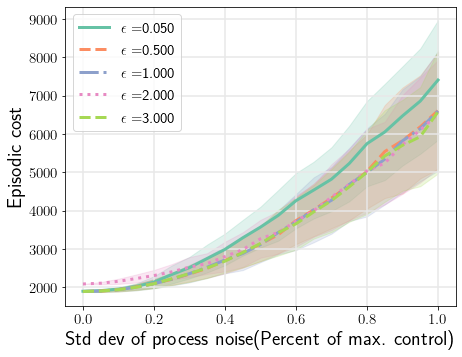 9000
8000
7000
6000
5000
4000
3000
2000
Episodic cost
ϵ =0.050
ϵ =0.500
ϵ =1.000
ϵ =2.000
ϵ =3.000
0.0 0.2 0.4 0.6 0.8 1.0
Std dev of process noise(Percent of max. control)